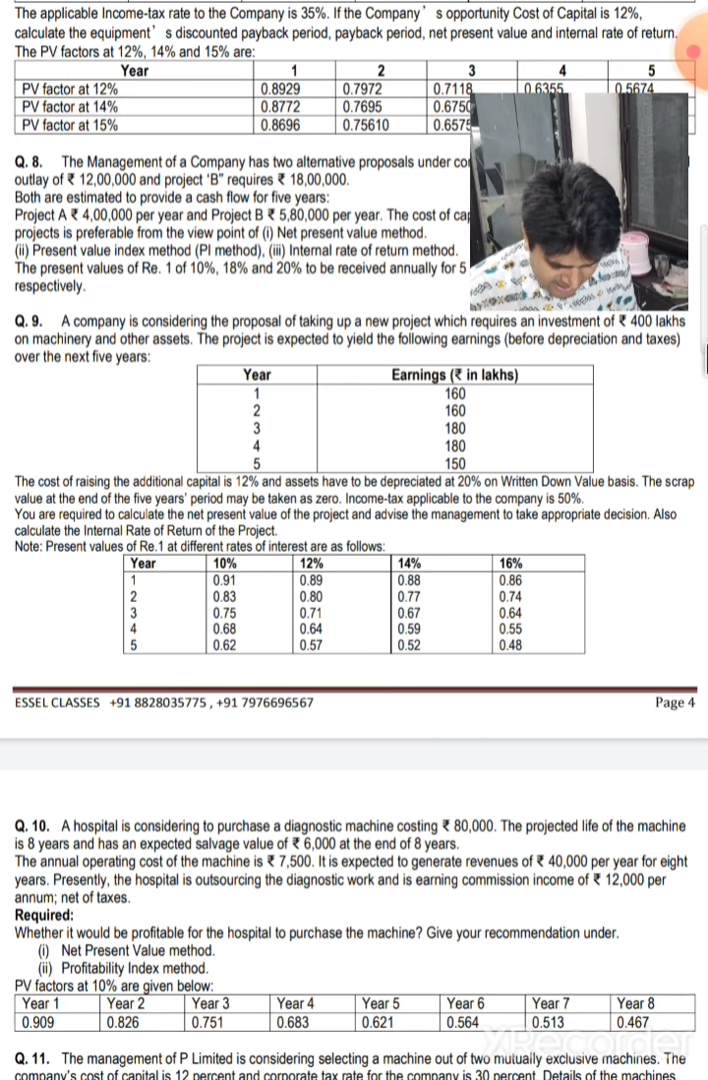 The applicable Income-tax rate to the Company is 35%. If the Company’ s opportunity Cost of Capital is 12%,
calculate the equipment’ s discounted payback period, payback period, net present value and internal rate of return.
The PV factors at 12%, 14% and 15% are:
Year 1 2 3 4 5
PV factor at 12% 0.8929 0.7972 0.7118 0.6355 0.5674
PV factor at 14% 0.8772 0.7695 0.6750
PV factor at 15% 0.8696 0.75610 0.6575
Q. 8. The Management of a Company has two alternative proposals under
outlay of ₹ 12,00,000 and project ‘B” requires ₹ 18,00,000.
Both are estimated to provide a cash flow for five years:
Project A ₹ 4,00,000 per year and Project B ₹ 5,80,000 per year. The cost of
projects is preferable from the view point of (i) Net present value method.
(ii) Present value index method (PI method), (iii) Internal rate of return method.
The present values of Re. 1 of 10%, 18% and 20% to be received annually for 5
respectively.
Q. 9. A company is considering the proposal of taking up a new project which requires an investment of ₹ 400 lakhs
on machinery and other assets. The project is expected to yield the following earnings (before depreciation and taxes)
over the next five years:
Year Earnings (₹ in lakhs)
1 160
2 160
3 180
4 180
5 150
The cost of raising the additional capital is 12% and assets have to be depreciated at 20% on Written Down Value basis. The scrap
value at the end of the five years’ period may be taken as zero. Income-tax applicable to the company is 50%.
You are required to calculate the net present value of the project and advise the management to take appropriate decision. Also
calculate the Internal Rate of Return of the Project.
Note: Present values of Re.1 at different rates of interest are as follows:
Year 10% 12% 14% 16%
1 0.91 0.89 0.88 0.86
2 0.83 0.80 0.77 0.74
3 0.75 0.71 0.67 0.64
4 0.68 0.64 0.59 0.55
5 0.62 0.57 0.52 0.48
ESSEL CLASSES +91 8828035775 , +91 7976696567 Page 4
Q. 10. A hospital is considering to purchase a diagnostic machine costing ₹ 80,000. The projected life of the machine
is 8 years and has an expected salvage value of ₹ 6,000 at the end of 8 years.
The annual operating cost of the machine is ₹ 7,500. It is expected to generate revenues of ₹ 40,000 per year for eight
years. Presently, the hospital is outsourcing the diagnostic work and is earning commission income of ₹ 12,000 per
annum; net of taxes.
Required:
Whether it would be profitable for the hospital to purchase the machine? Give your recommendation under.
(i) Net Present Value method.
(ii) Profitability Index method.
PV factors at 10% are given below:
Year 1 Year 2 Year 3 Year 4 Year 5 Year 6 Year 7 Year 8
0.909 0.826 0.751 0.683 0.621 0.564 0.513 0.467
XRecorder
Q. 11. The management of P Limited is considering selecting a machine out of two mutually exclusive machines. The
company’s cost of capital is 12 percent and corporate tax rate for the company is 30 percent. Details of the machines